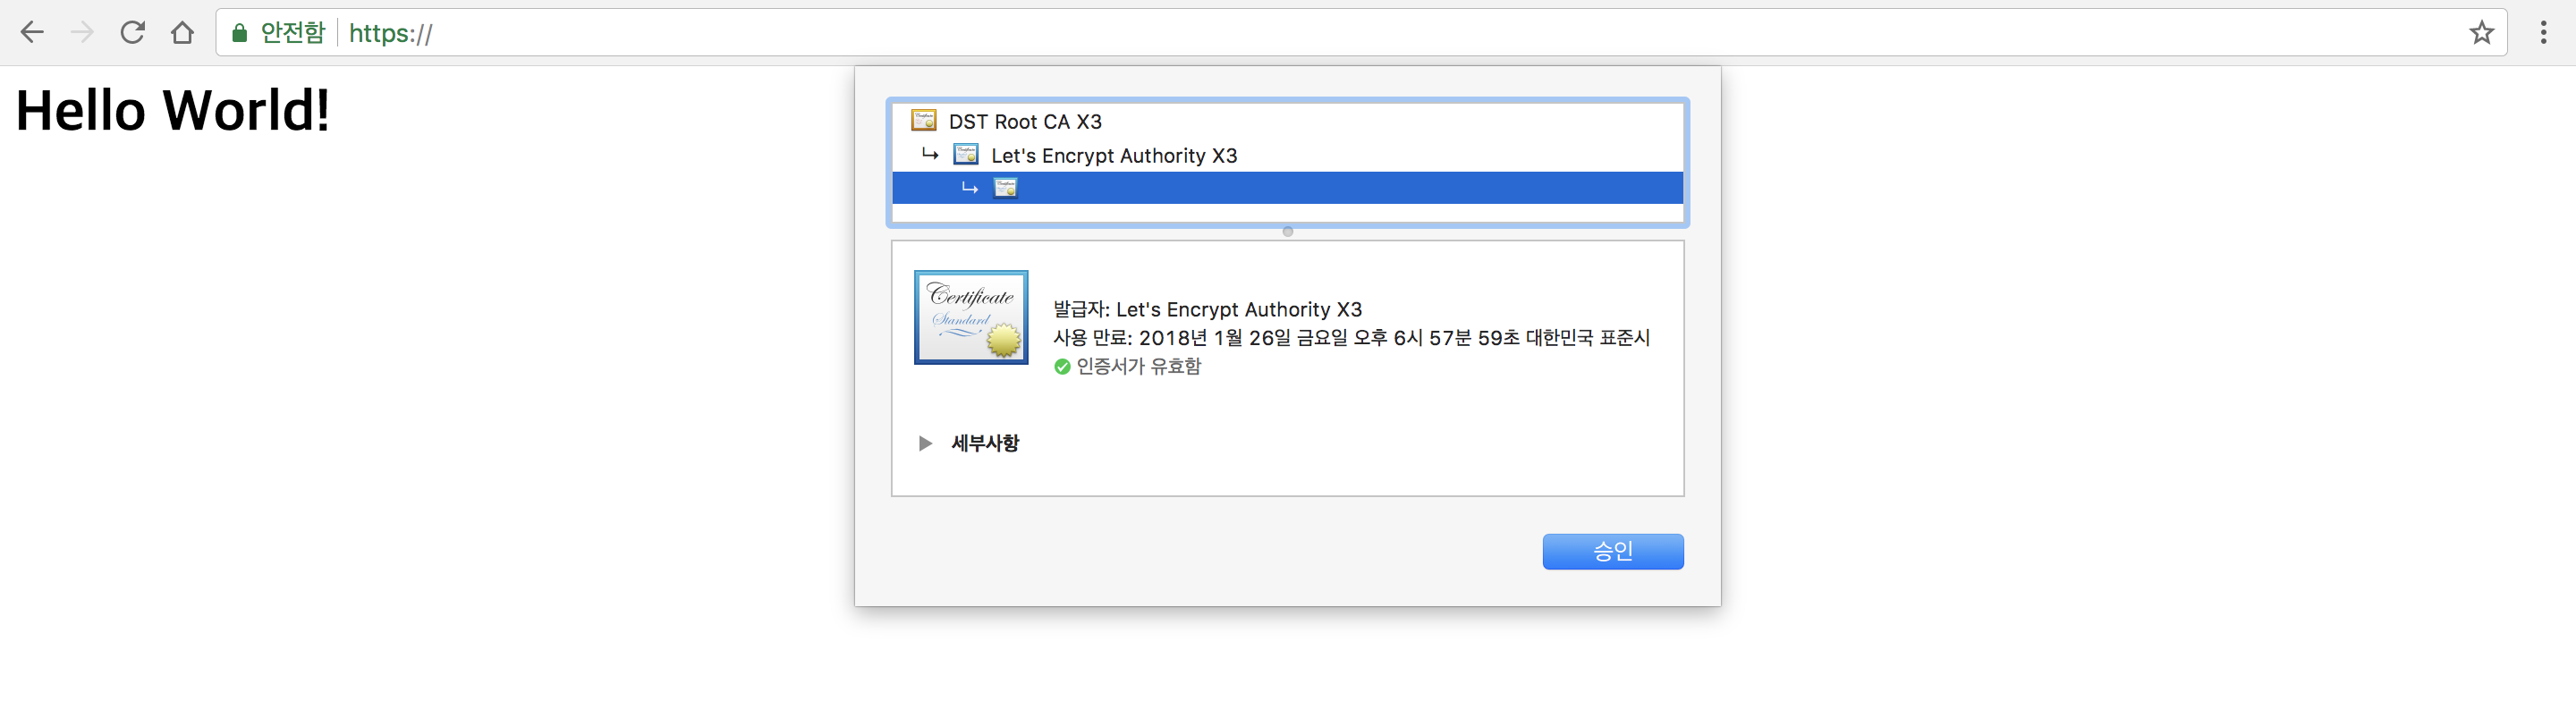 안전함 https://
Hello World!
DST Root CA X3
Let's Encrypt Authority X3
Certificate
Standard
발급자: Let's Encrypt Authority X3
사용 만료: 2018년 1월 26일 금요일 오후 6시 57분 59초 대한민국 표준시
인증서가 유효함
세부사항
승인